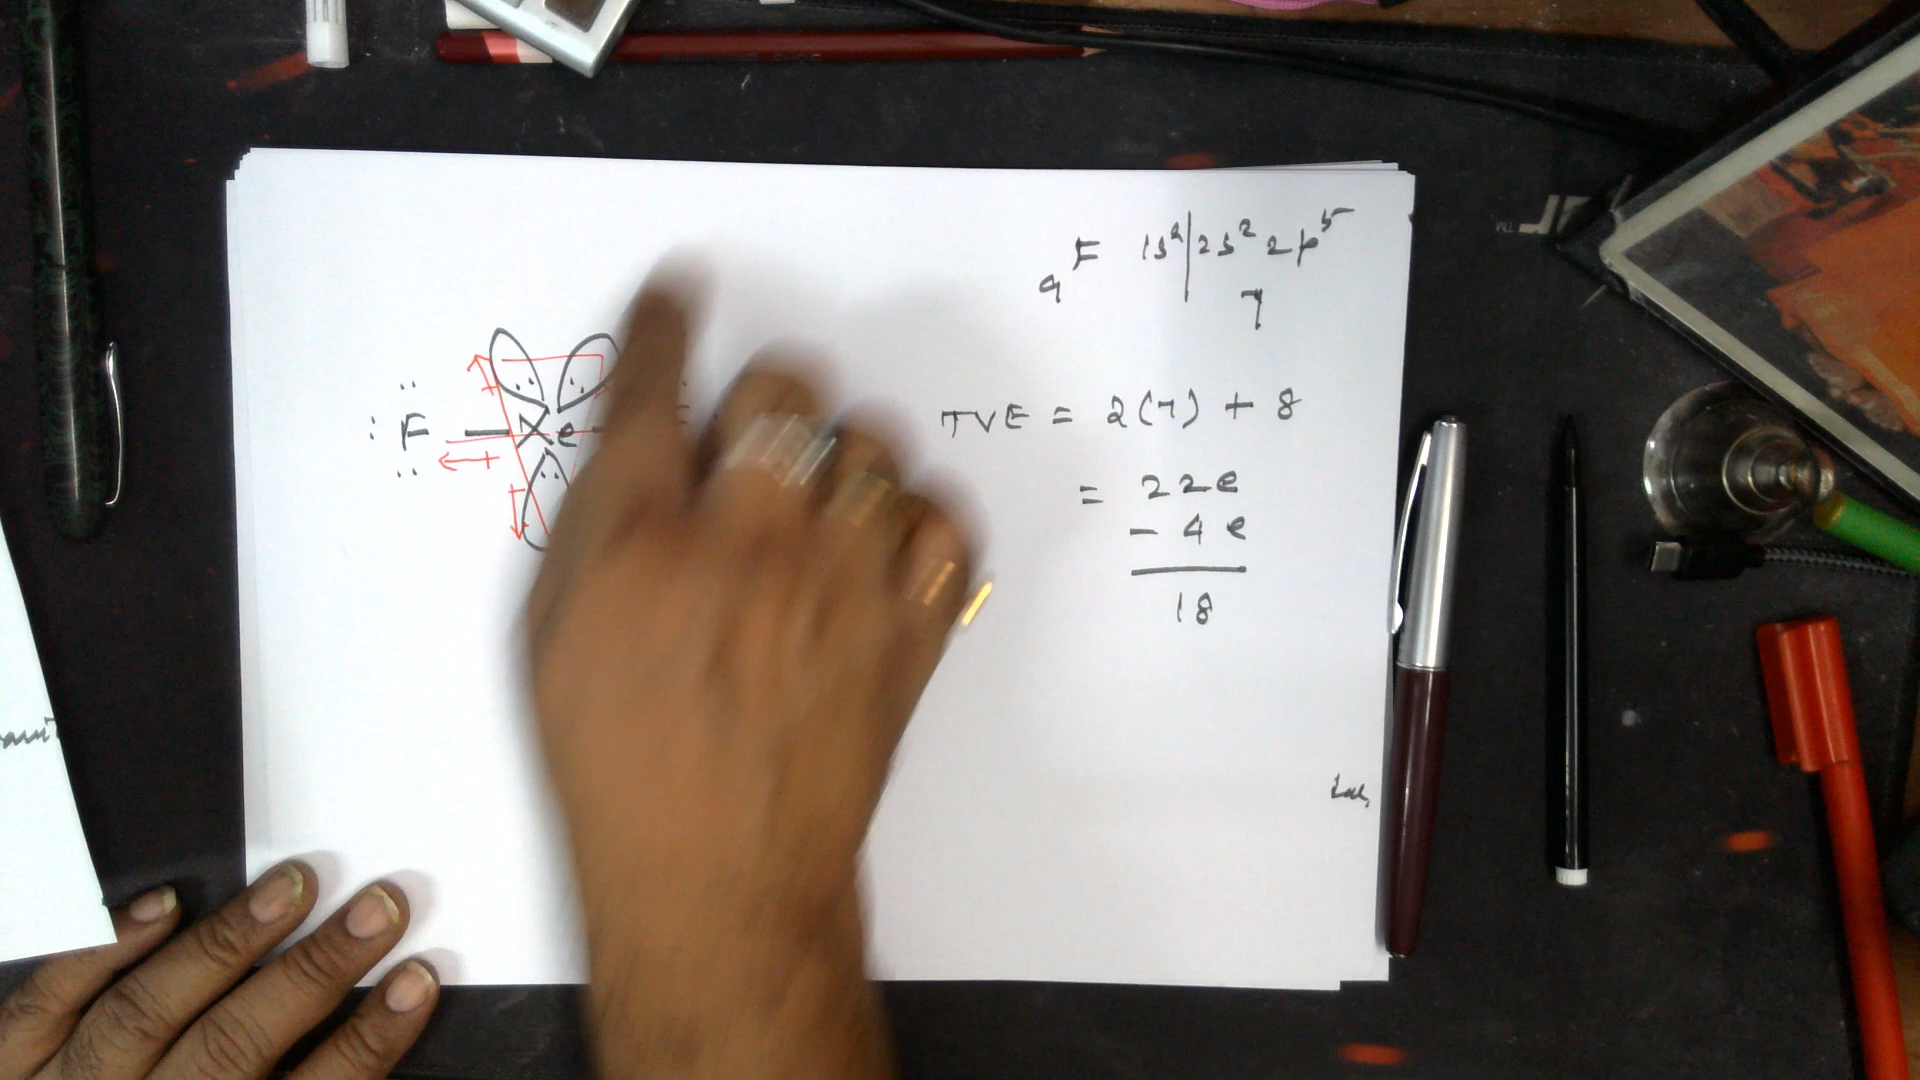 9F 1s² | 2s² 2p⁵
7
: F — Xe
TVE = 2(7) + 8
= 22e
- 4e
18